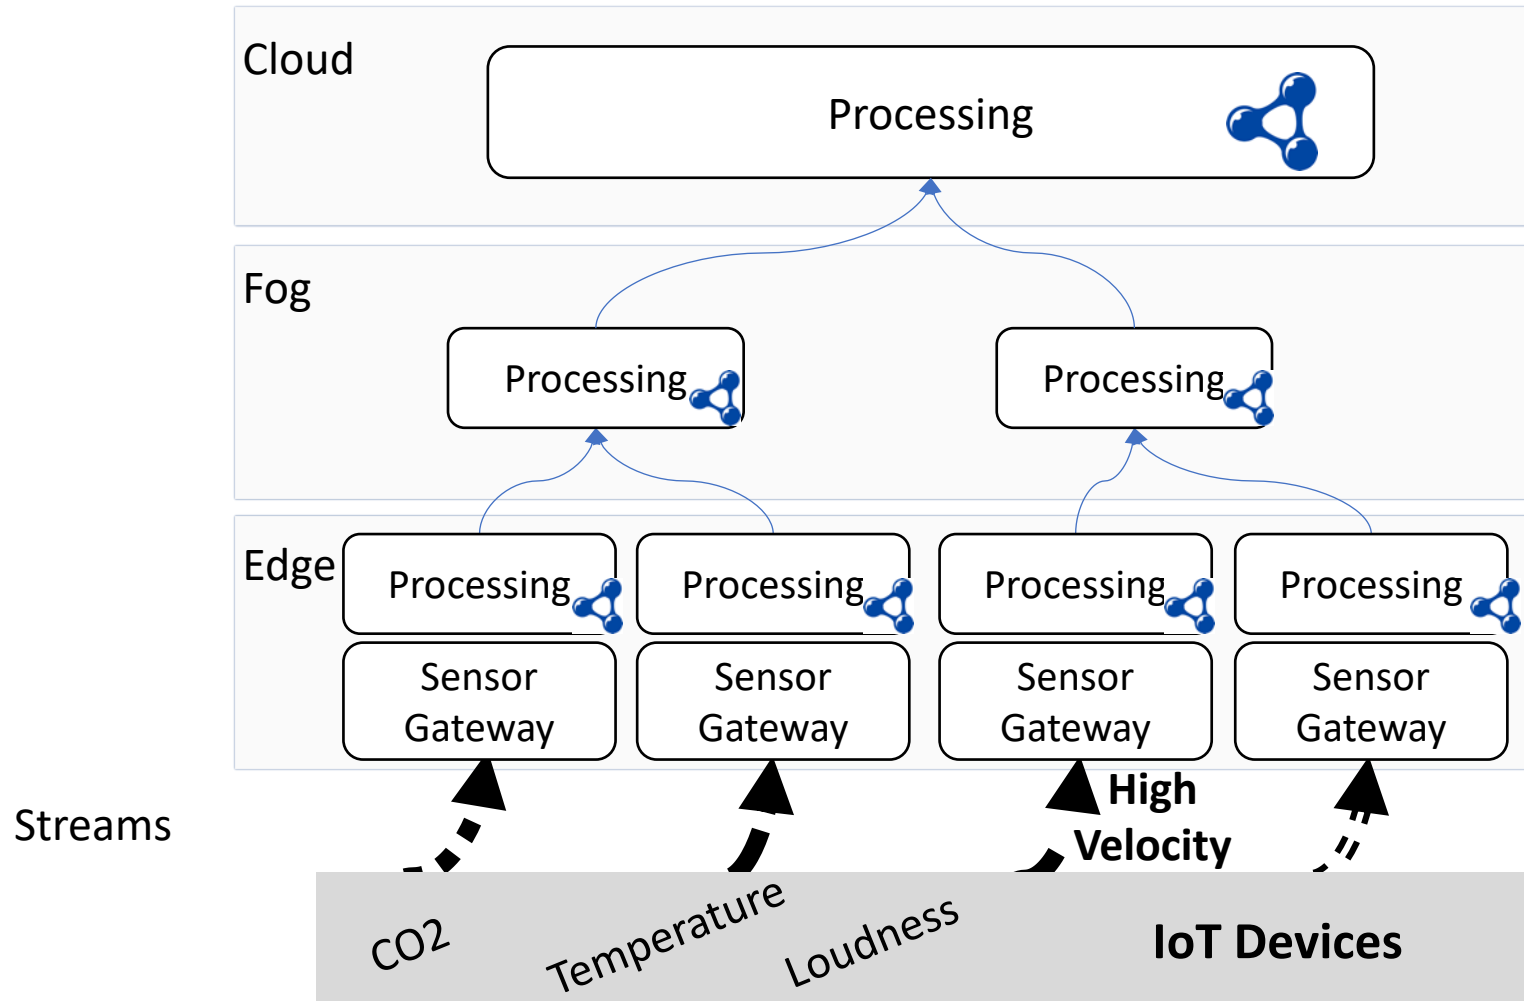 Cloud
Processing
Fog
Processing
Processing
Edge
Processing
Processing
Processing
Processing
Sensor
Gateway
Sensor
Gateway
Sensor
Gateway
Sensor
Gateway
Streams
High
Velocity
CO2
Temperature
Loudness
IoT Devices